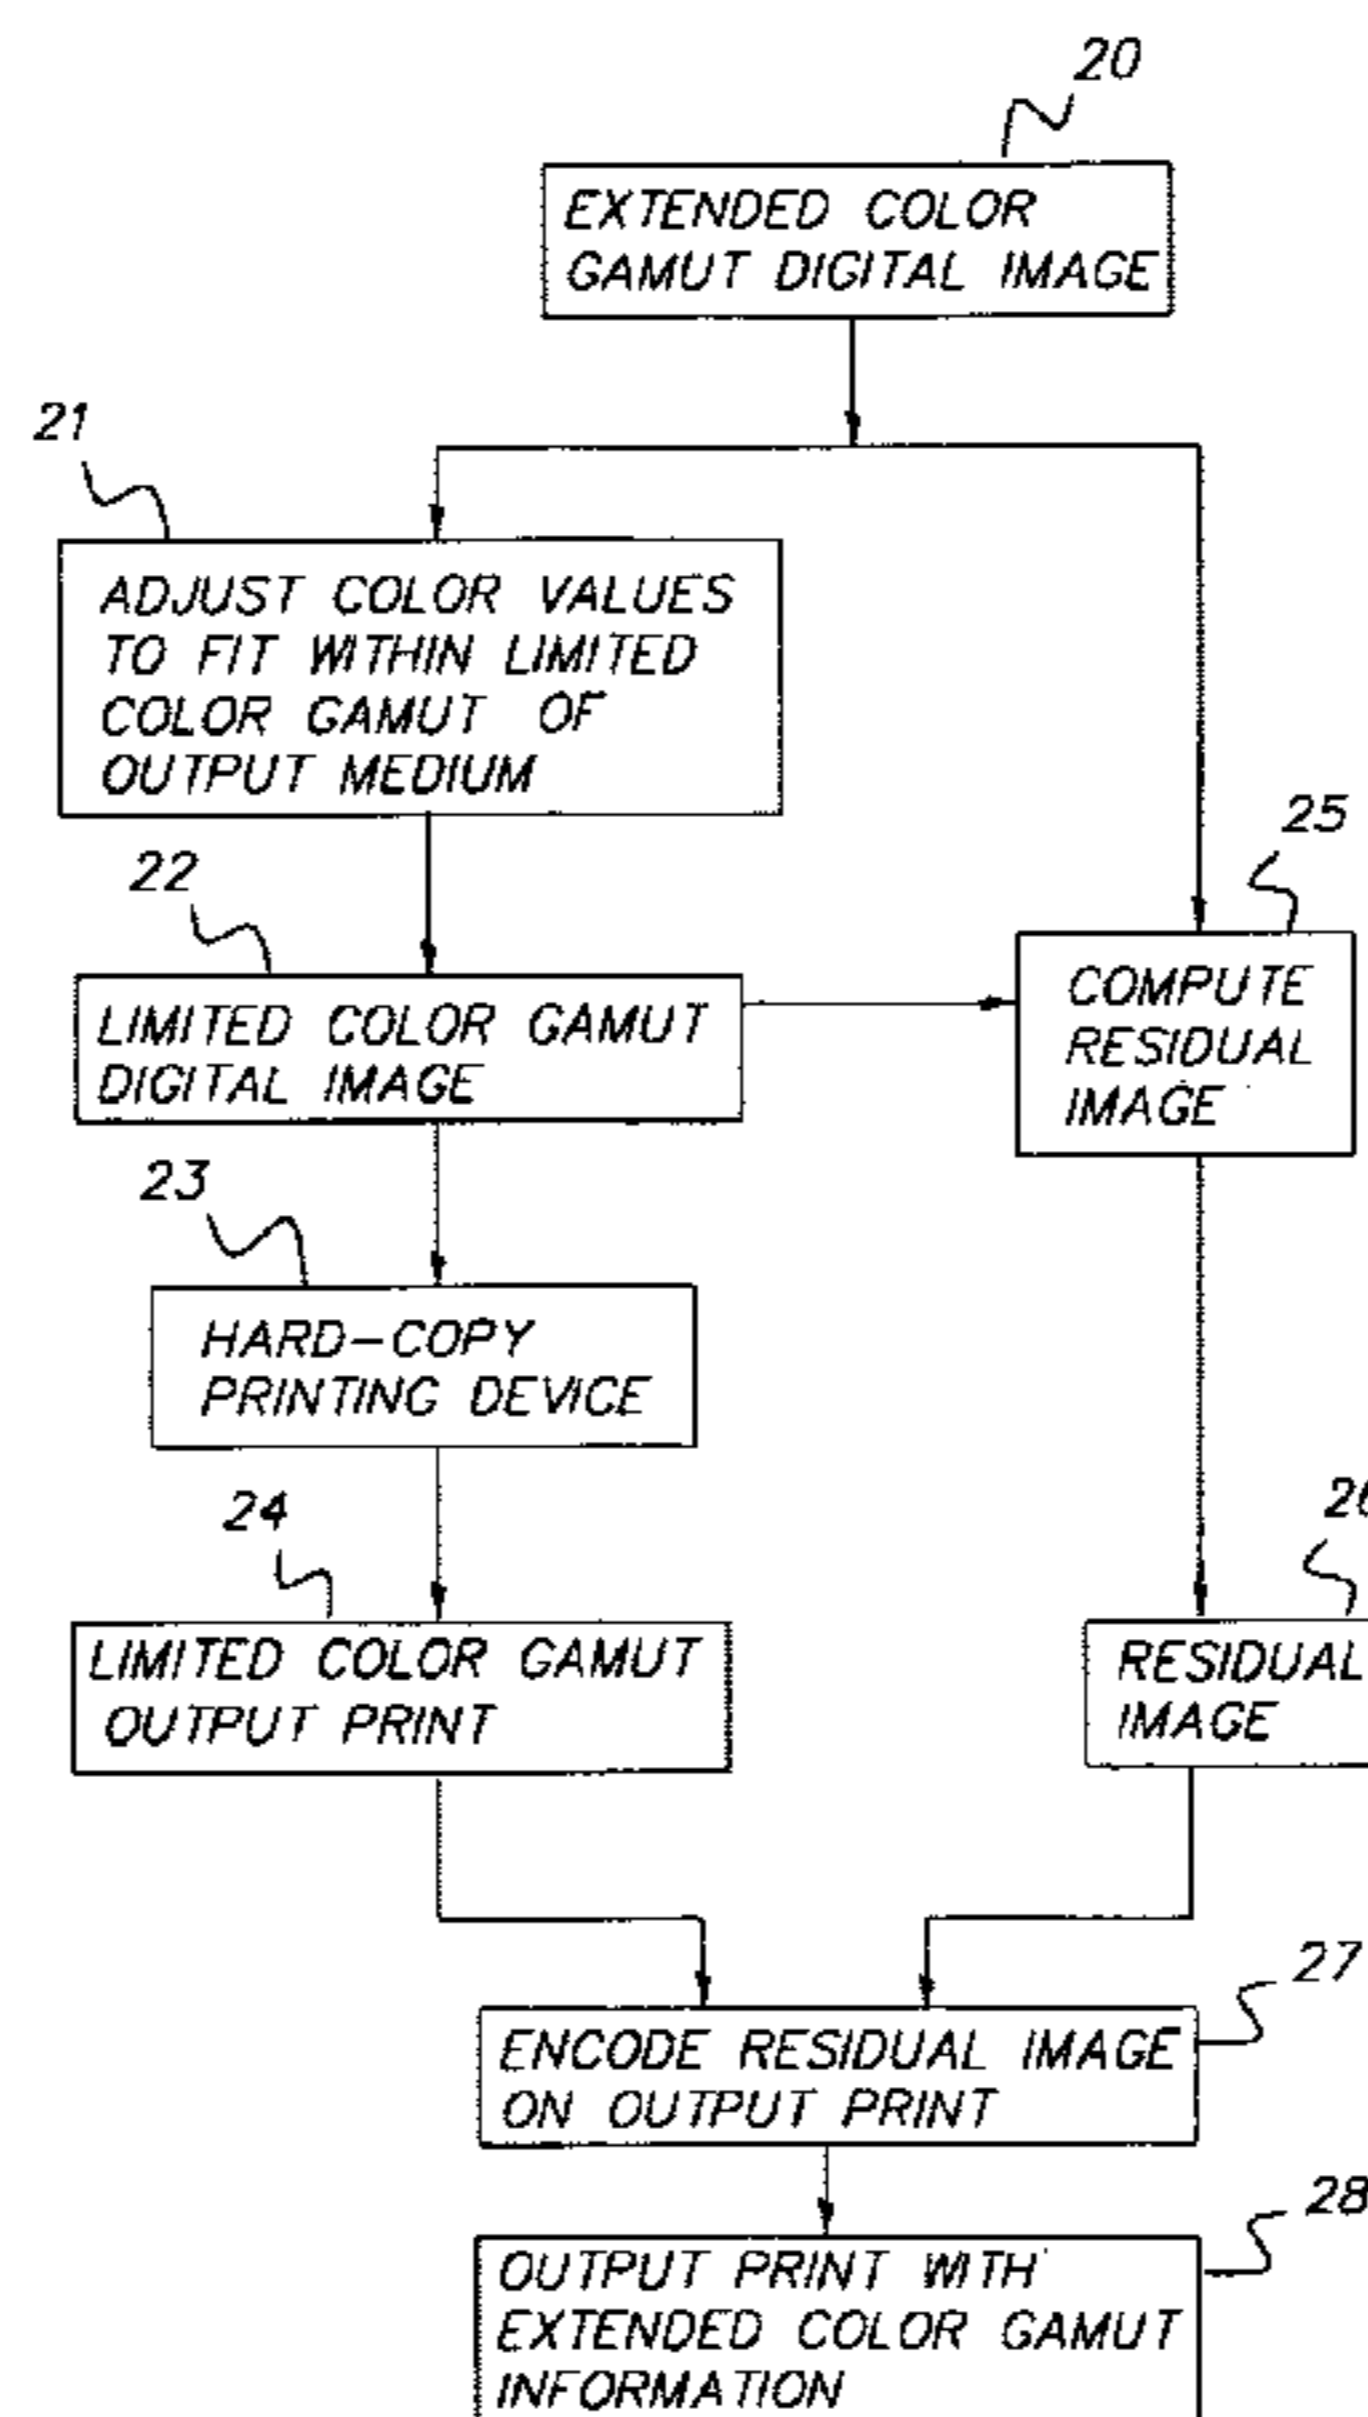 20
EXTENDED COLOR
GAMUT DIGITAL IMAGE
21
ADJUST COLOR VALUES
TO FIT WITHIN LIMITED
COLOR GAMUT OF
OUTPUT MEDIUM
22
LIMITED COLOR GAMUT
DIGITAL IMAGE
25
COMPUTE
RESIDUAL
IMAGE
23
HARD-COPY
PRINTING DEVICE
24
LIMITED COLOR GAMUT
OUTPUT PRINT
26
RESIDUAL
IMAGE
27
ENCODE RESIDUAL IMAGE
ON OUTPUT PRINT
28
OUTPUT PRINT WITH
EXTENDED COLOR GAMUT
INFORMATION